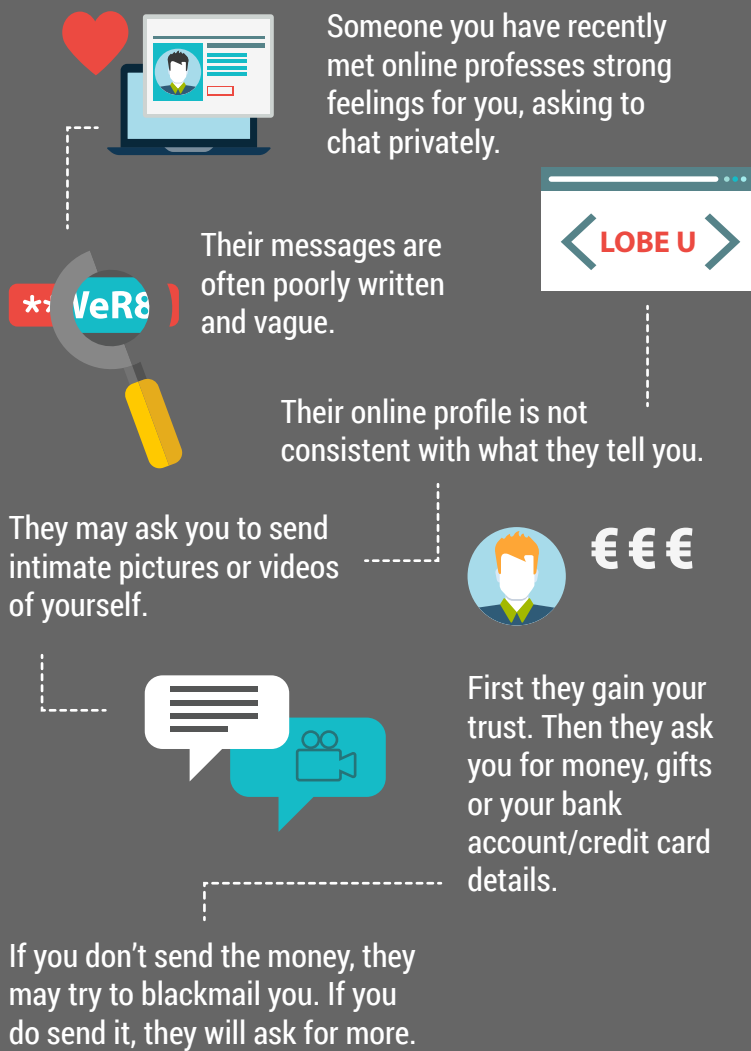 Someone you have recently
met online professes strong
feelings for you, asking to
chat privately.
LOBE U
Their messages are
often poorly written
and vague.
** WeR8
Their online profile is not
consistent with what they tell you.
They may ask you to send
intimate pictures or videos
of yourself.
€ € €
First they gain your
trust. Then they ask
you for money, gifts
or your bank
account/credit card
details.
If you don’t send the money, they
may try to blackmail you. If you
do send it, they will ask for more.